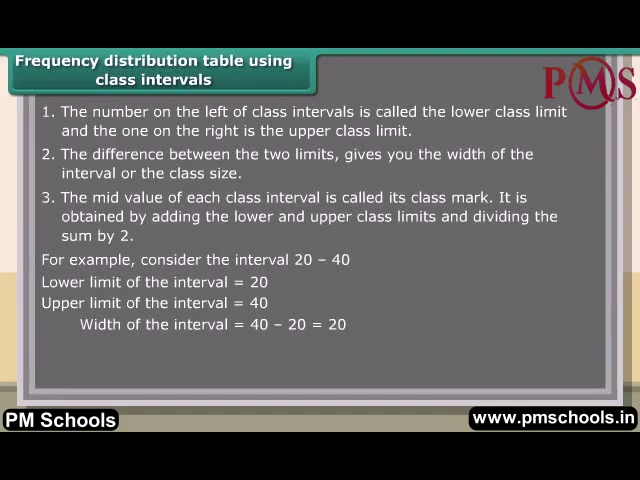 Frequency distribution table using
class intervals
PMS
1. The number on the left of class intervals is called the lower class limit
and the one on the right is the upper class limit.
2. The difference between the two limits, gives you the width of the
interval or the class size.
3. The mid value of each class interval is called its class mark. It is
obtained by adding the lower and upper class limits and dividing the
sum by 2.
For example, consider the interval 20 – 40
Lower limit of the interval = 20
Upper limit of the interval = 40
Width of the interval = 40 – 20 = 20
PM Schools
www.pmschools.in